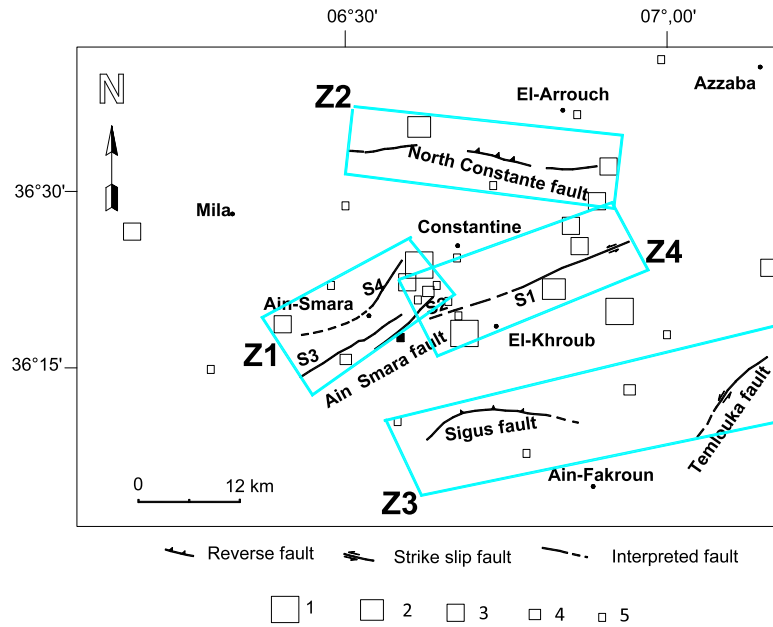 06°30'
07°,00'
N
Z2
El-Arrouch
Azzaba
North Constante fault
36°30'
Mila
Constantine
Z4
S4
Ain-Smara
S2
S1
Z1
S3
El-Khroub
36°15'
Ain Smara fault
Sigus fault
Temlouka fault
Ain-Fakroun
Z3
0 12 km
Reverse fault Strike slip fault Interpreted fault
1 2 3 4 5